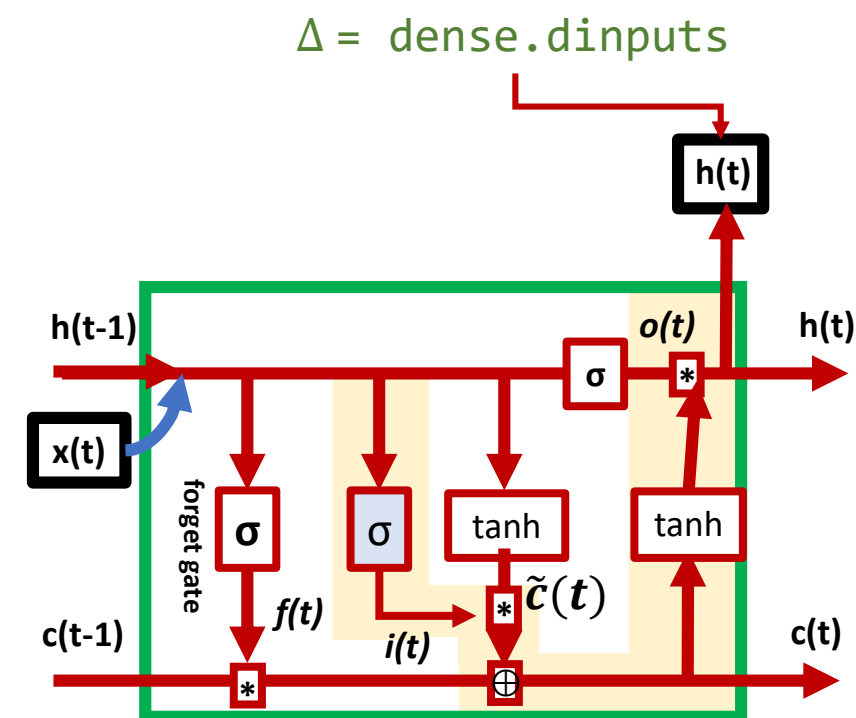 Δ = dense.dinputs
h(t)
h(t-1)
o(t)
h(t)
σ
*
x(t)
forget gate
σ
σ
tanh
tanh
c̃(t)
*
f(t)
i(t)
c(t-1)
c(t)
*
⊕